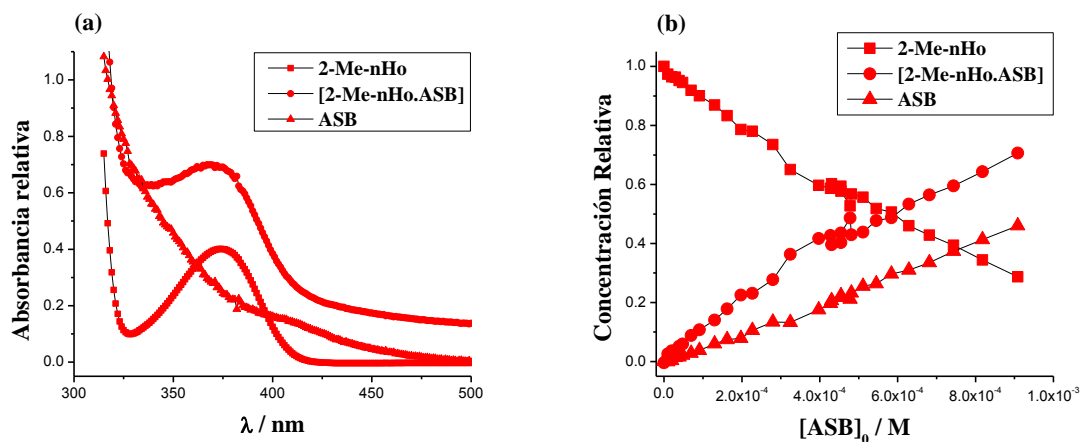 (a)
2-Me-nHo
[2-Me-nHo.ASB]
ASB
Absorbancia relativa
1.0
0.8
0.6
0.4
0.2
0.0
300
350
400
450
500
λ / nm
(b)
2-Me-nHo
[2-Me-nHo.ASB]
ASB
Concentración Relativa
1.0
0.8
0.6
0.4
0.2
0.0
0.0
2.0x10⁻⁴
4.0x10⁻⁴
6.0x10⁻⁴
8.0x10⁻⁴
1.0x10⁻³
[ASB]₀ / M